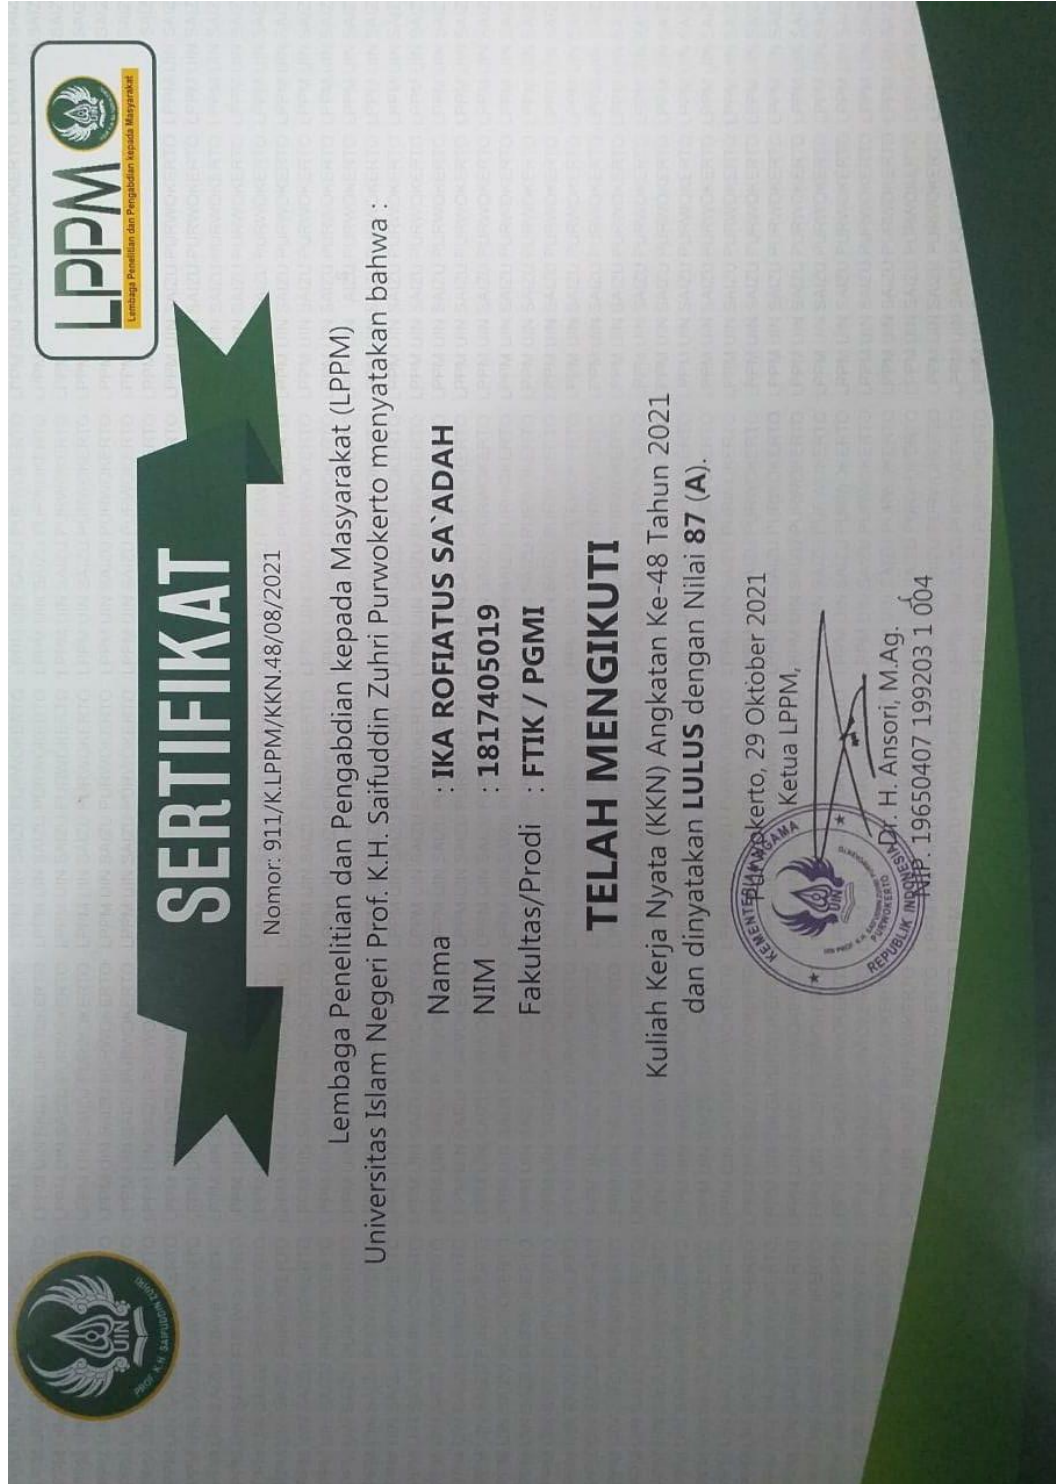 LPPM
Lembaga Penelitian dan Pengabdian kepada Masyarakat
UIN
PROF. K.H. SAIFUDDIN ZUHRI
SERTIFIKAT
Nomor: 911/K.LPPM/KKN.48/08/2021
Lembaga Penelitian dan Pengabdian kepada Masyarakat (LPPM)
Universitas Islam Negeri Prof. K.H. Saifuddin Zuhri Purwokerto menyatakan bahwa :
Nama : IKA ROFIATUS SA`ADAH
NIM : 1817405019
Fakultas/Prodi : FTIK / PGMI
TELAH MENGIKUTI
Kuliah Kerja Nyata (KKN) Angkatan Ke-48 Tahun 2021
dan dinyatakan LULUS dengan Nilai 87 (A).
Purwokerto, 29 Oktober 2021
Ketua LPPM,
Dr. H. Ansori, M.Ag.
NIP. 19650407 199203 1 004
KEMENTERIAN AGAMA
REPUBLIK INDONESIA
UIN
PURWOKERTO